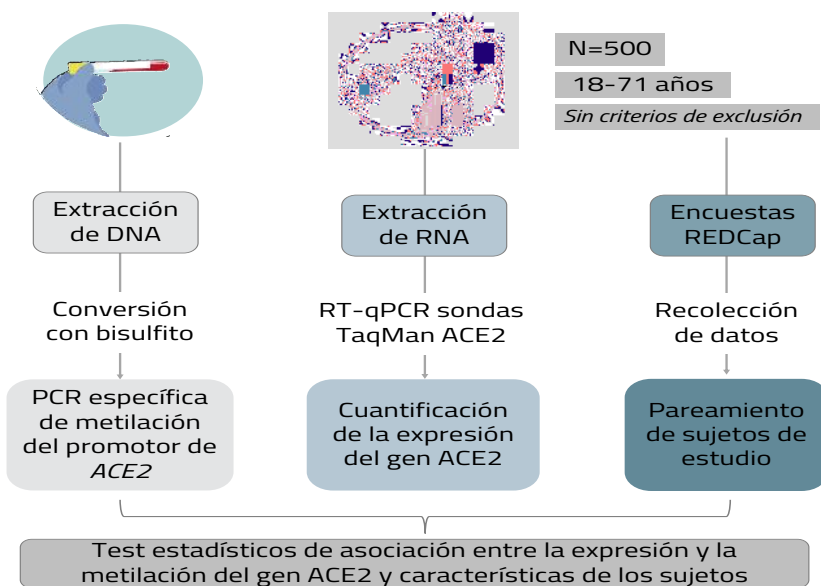 N=500
18-71 años
Sin criterios de exclusión
Extracción
de DNA
Extracción
de RNA
Encuestas
REDCap
Conversión
con bisulfito
RT-qPCR sondas
TaqMan ACE2
Recolección
de datos
PCR específica
de metilación
del promotor de
ACE2
Cuantificación
de la expresión
del gen ACE2
Pareamiento
de sujetos de
estudio
Test estadísticos de asociación entre la expresión y la
metilación del gen ACE2 y características de los sujetos